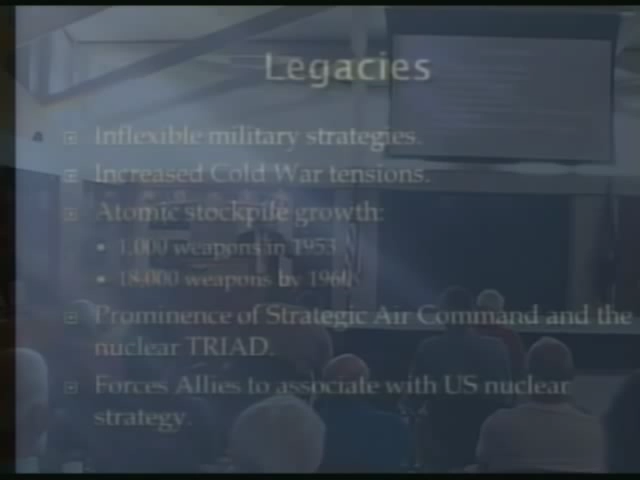 Legacies
Inflexible military strategies.
Increased Cold War tensions.
Atomic stockpile growth:
1,000 weapons in 1953
18,000 weapons by 1960
Prominence of Strategic Air Command and the
nuclear TRIAD.
Forces Allies to associate with US nuclear
strategy.